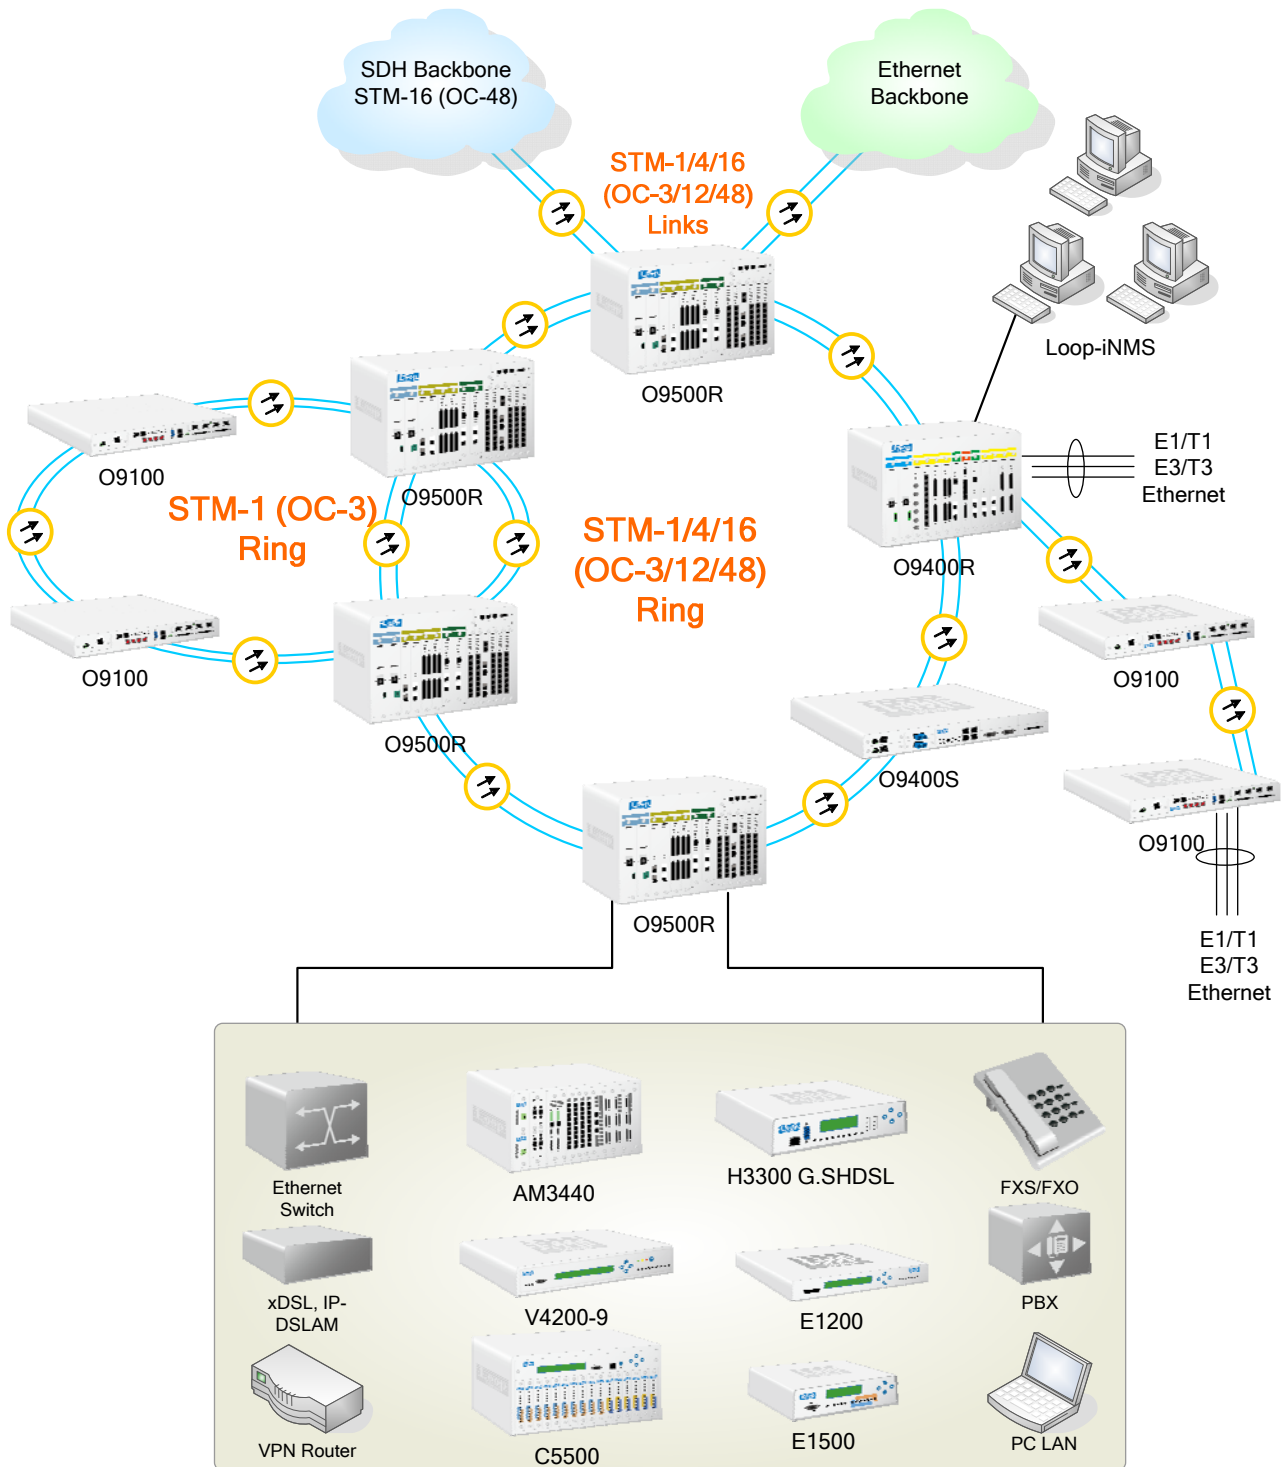 SDH Backbone
STM-16 (OC-48)
Ethernet
Backbone
STM-1/4/16
(OC-3/12/48)
Links
Loop-iNMS
O9500R
E1/T1
E3/T3
Ethernet
O9100
O9500R
STM-1 (OC-3)
Ring
STM-1/4/16
(OC-3/12/48)
Ring
O9400R
O9100
O9100
O9500R
O9400S
O9100
O9500R
E1/T1
E3/T3
Ethernet
Ethernet
Switch
AM3440
H3300 G.SHDSL
FXS/FXO
xDSL, IP-
DSLAM
V4200-9
E1200
PBX
VPN Router
C5500
E1500
PC LAN